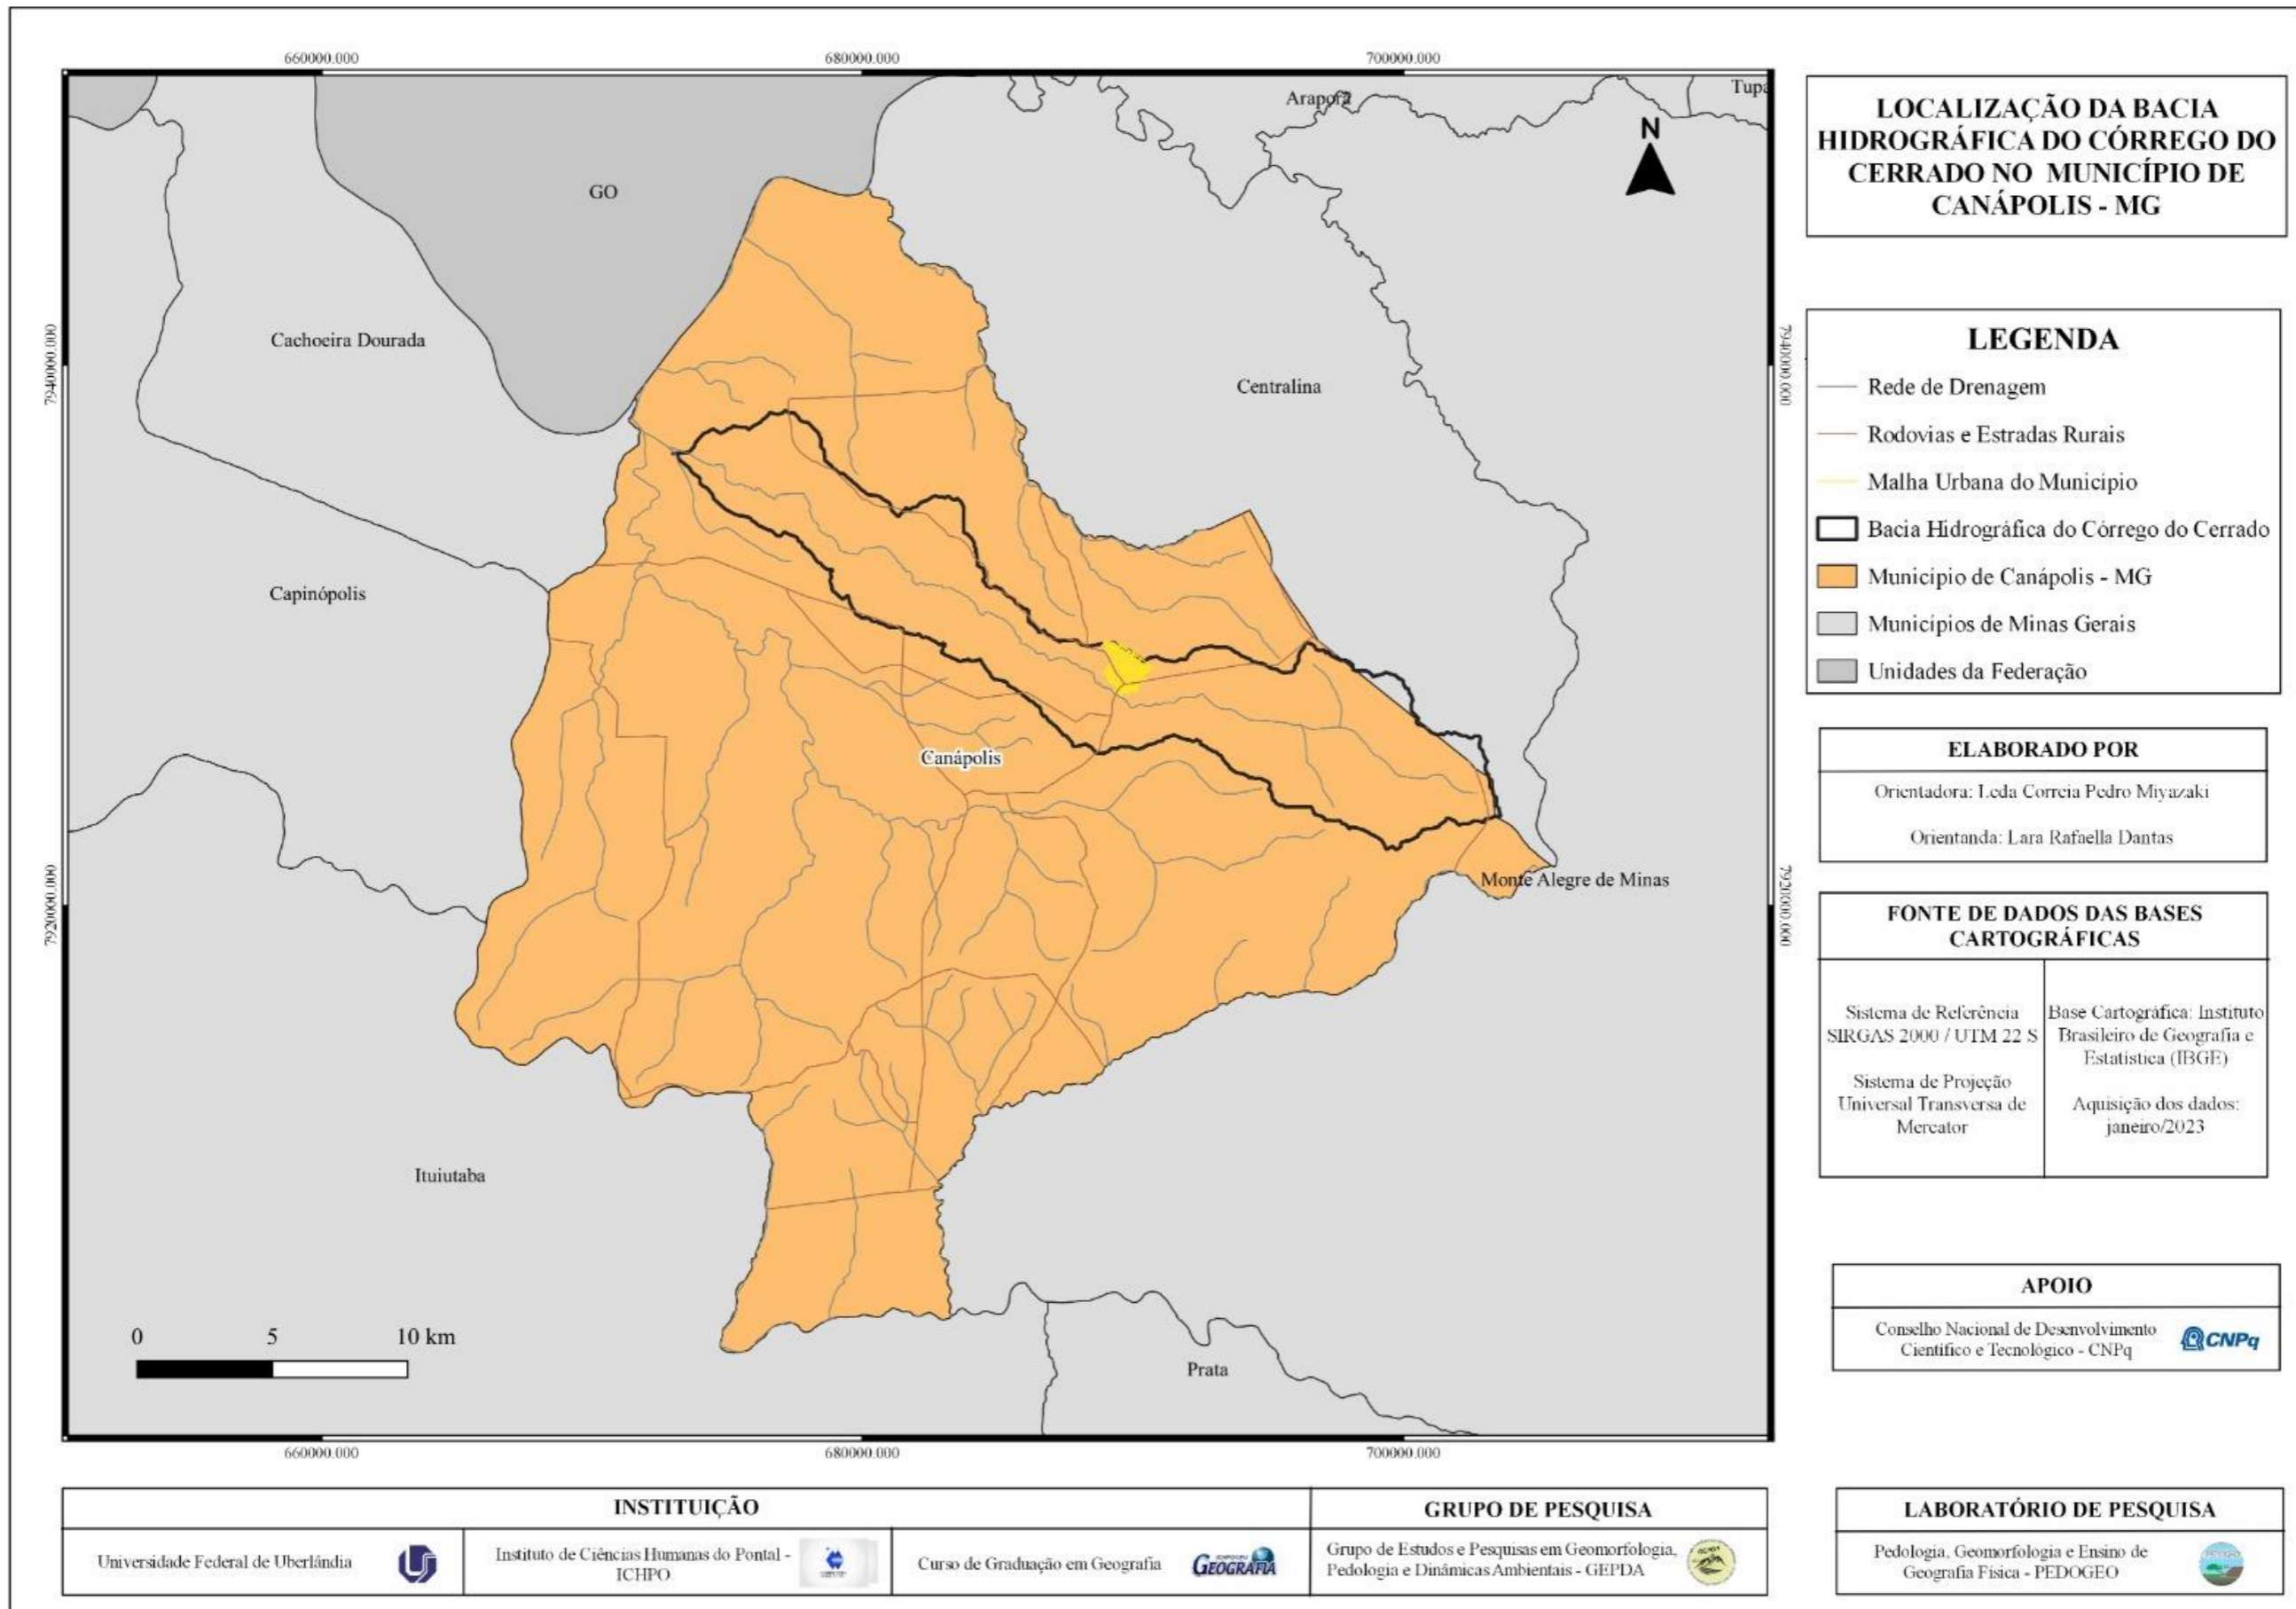 660000.000
680000.000
700000.000
Araporã
Tupa
N
GO
Cachoeira Dourada
7940000.000
7940000.000
Centralina
Capinópolis
Canápolis
Monte Alegre de Minas
7920000.000
7920000.000
Ituiutaba
0 5 10 km
Prata
660000.000
680000.000
700000.000
LOCALIZAÇÃO DA BACIA
HIDROGRÁFICA DO CÓRREGO DO
CERRADO NO MUNICÍPIO DE
CANÁPOLIS - MG
LEGENDA
Rede de Drenagem
Rodovias e Estradas Rurais
Malha Urbana do Município
Bacia Hidrográfica do Córrego do Cerrado
Município de Canápolis - MG
Municípios de Minas Gerais
Unidades da Federação
ELABORADO POR
Orientadora: Leda Correia Pedro Miyazaki
Orientanda: Lara Rafaella Dantas
FONTE DE DADOS DAS BASES
CARTOGRÁFICAS
Sistema de Referência
SIRGAS 2000 / UTM 22 S
Sistema de Projeção
Universal Transversa de
Mercator
Base Cartográfica: Instituto
Brasileiro de Geografia e
Estatística (IBGE)
Aquisição dos dados:
janeiro/2023
APOIO
Conselho Nacional de Desenvolvimento
Científico e Tecnológico - CNPq
CNPq
INSTITUIÇÃO
Universidade Federal de Uberlândia
Instituto de Ciências Humanas do Pontal -
ICHPO
Curso de Graduação em Geografia
GEOGRAFIA
GRUPO DE PESQUISA
Grupo de Estudos e Pesquisas em Geomorfologia,
Pedologia e Dinâmicas Ambientais - GEPDA
LABORATÓRIO DE PESQUISA
Pedologia, Geomorfologia e Ensino de
Geografia Física - PEDOGEO